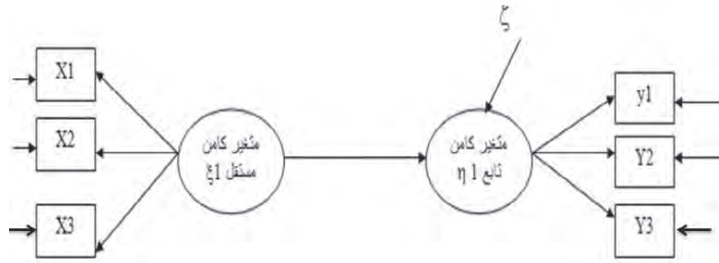 ζ
X1
X2
X3
متغير كامن
مستقل ξ1
متغير كامن
تابع η 1
y1
Y2
Y3